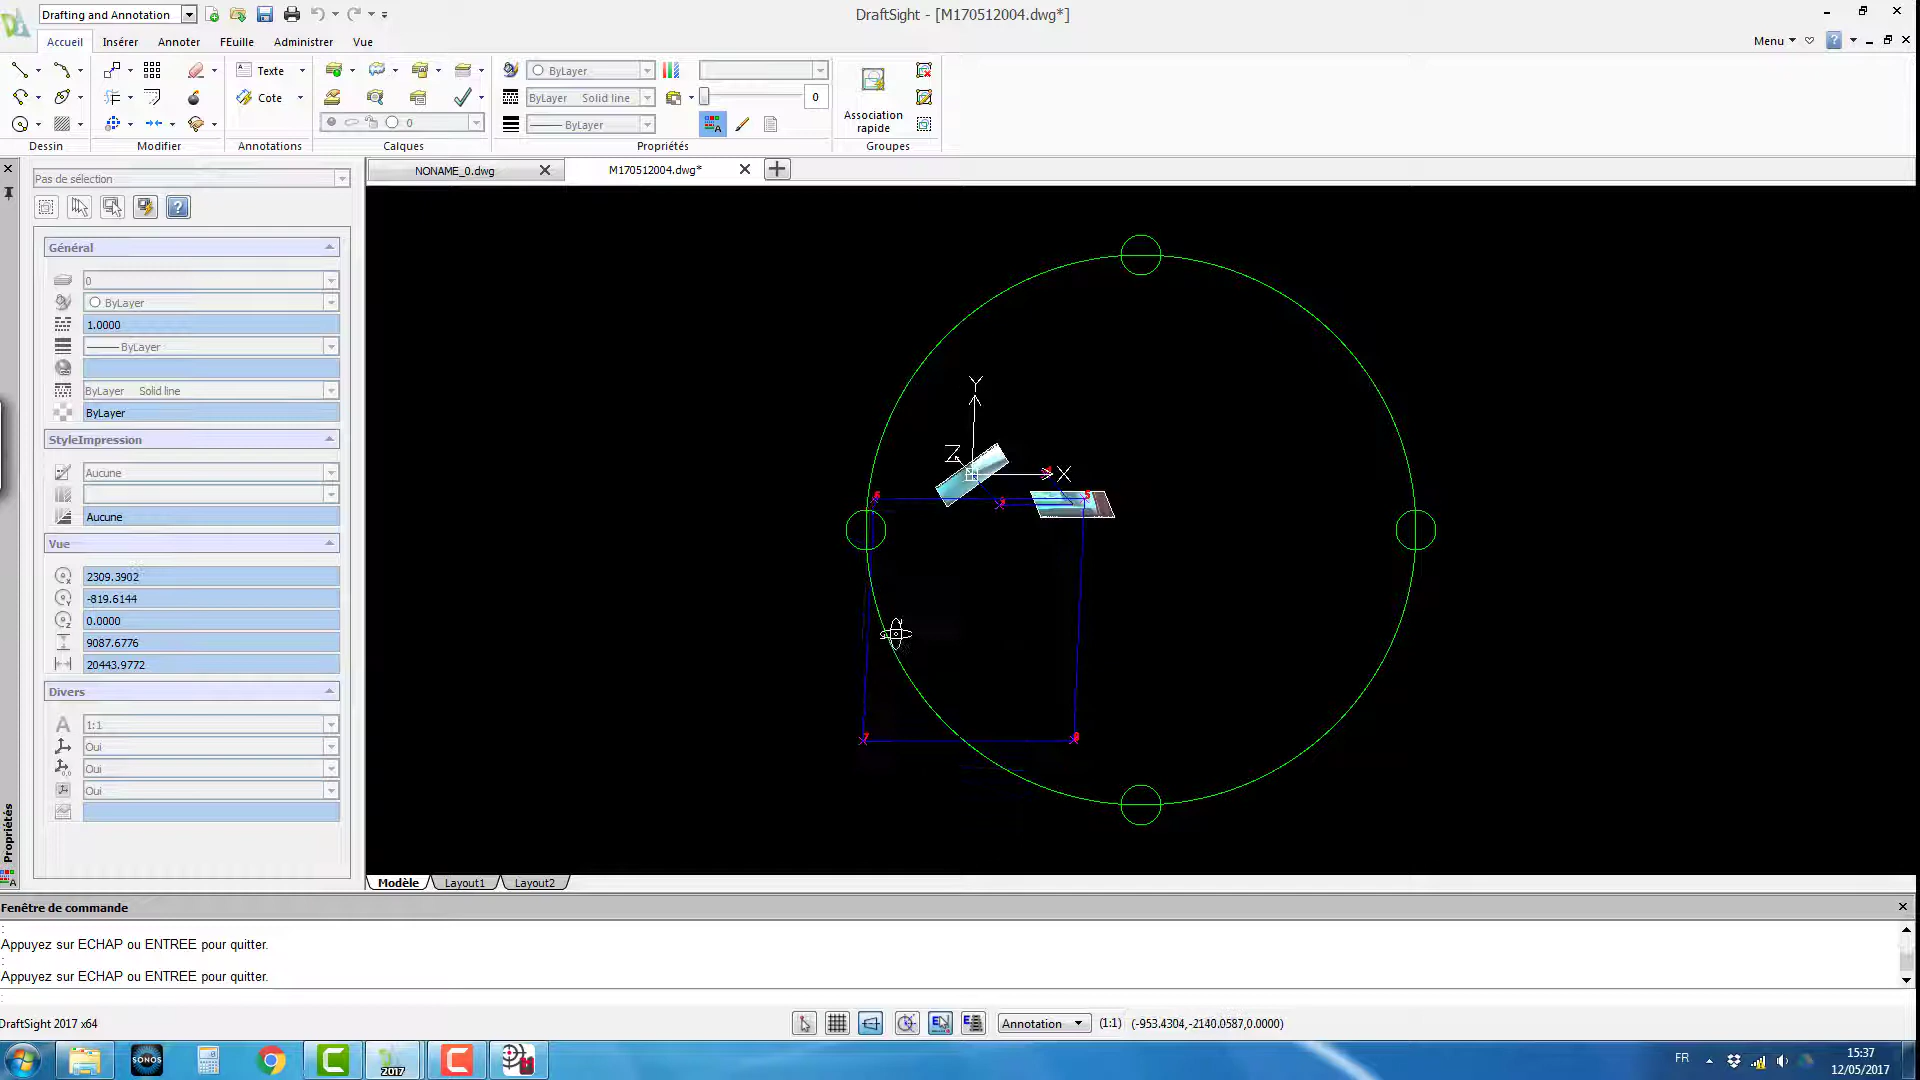 Drafting and Annotation
DraftSight - [M170512004.dwg*]
Accueil
Insérer
Annoter
FEuille
Administrer
Vue
Menu
Texte
Cote
0
ByLayer
ByLayer Solid line
ByLayer
0
Association
rapide
Dessin
Modifier
Annotations
Calques
Propriétés
Groupes
NONAME_0.dwg
M170512004.dwg*
Pas de sélection
Général
0
ByLayer
1.0000
ByLayer
ByLayer Solid line
ByLayer
StyleImpression
Aucune
Aucune
Vue
2309.3902
-819.6144
0.0000
9087.6776
20443.9772
Divers
1:1
Oui
Oui
Oui
Propriétés
Y
Z
X
5
7
8
Modèle
Layout1
Layout2
Fenêtre de commande
:
Appuyez sur ECHAP ou ENTREE pour quitter.
:
Appuyez sur ECHAP ou ENTREE pour quitter.
:
DraftSight 2017 x64
Annotation
(1:1)
(-953.4304,-2140.0587,0.0000)
SONOS
2017
FR
15:37
12/05/2017